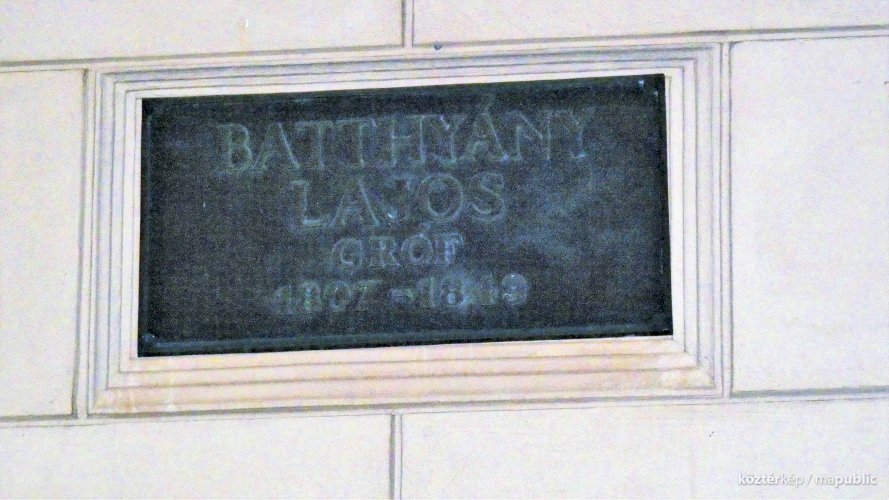 BATTHYÁNY
LAJOS
GRÓF
1807-1849
köztérkép / mapublic